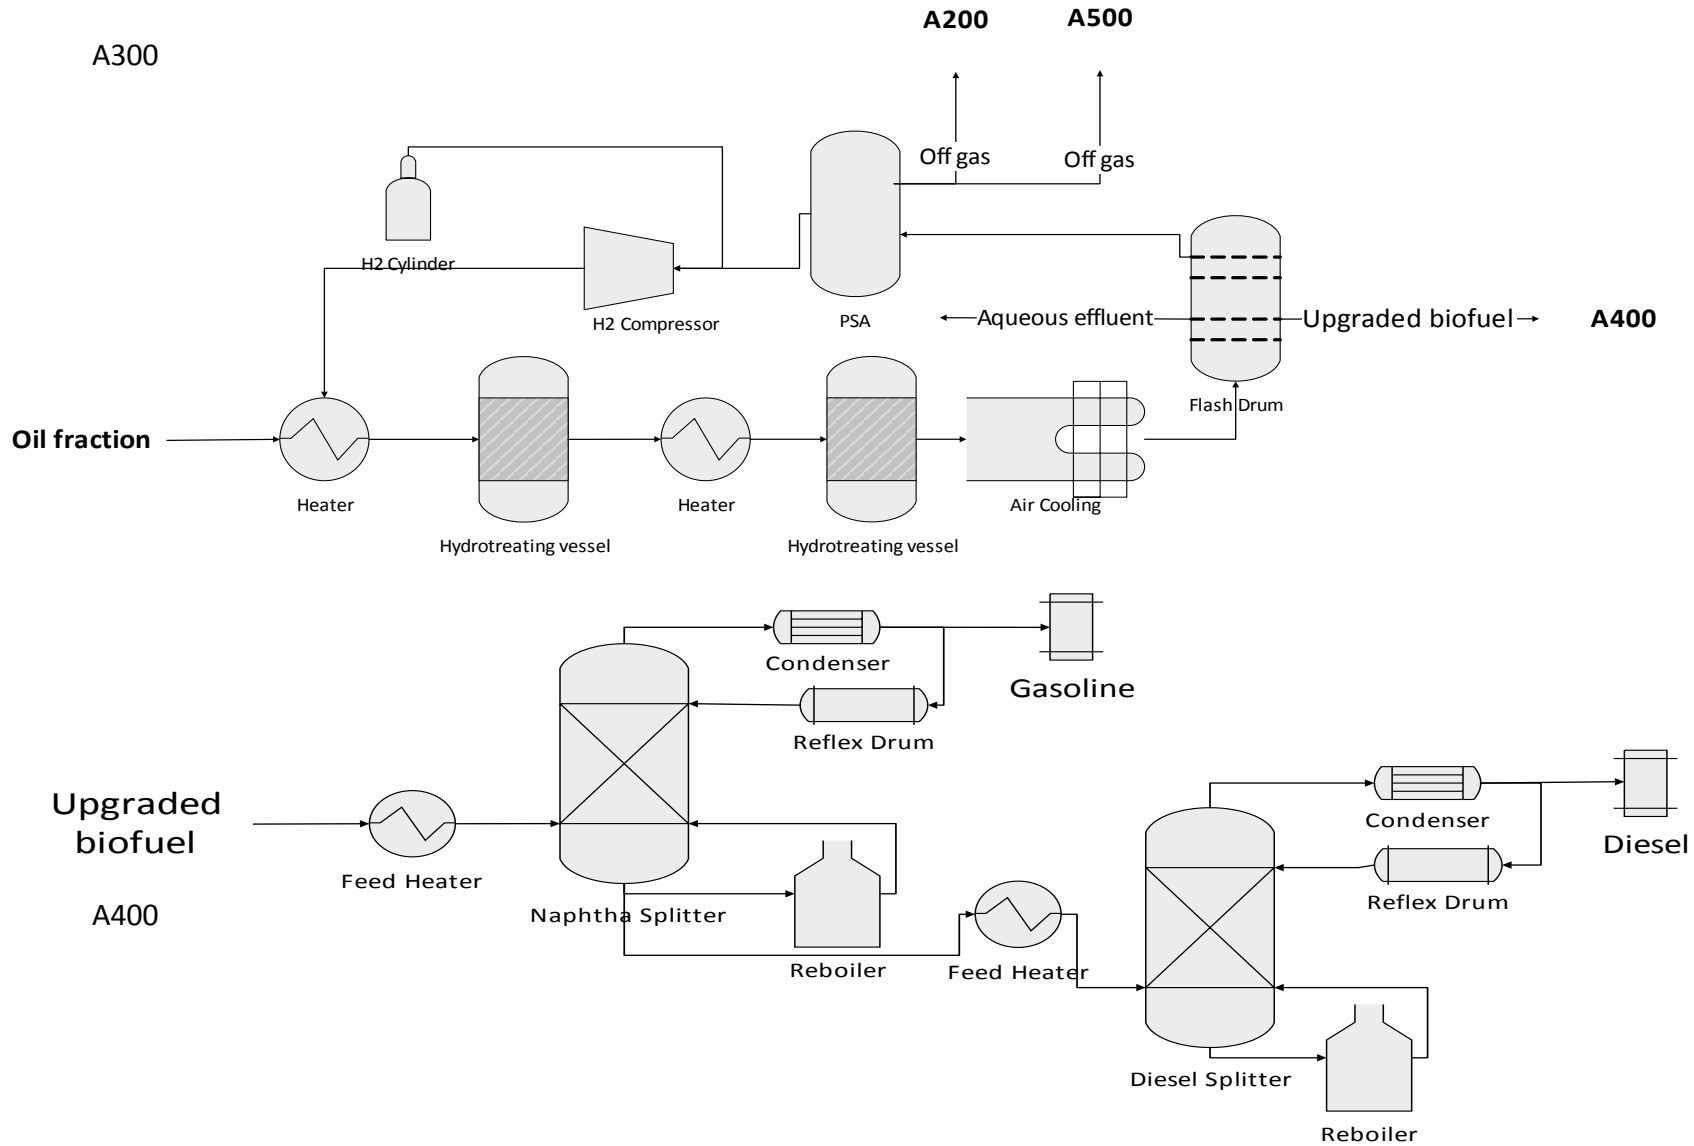 A200
A500
A300
Off gas
Off gas
H2 Cylinder
H2 Compressor
PSA
Aqueous effluent
Upgraded biofuel
A400
Flash Drum
Oil fraction
Heater
Heater
Air Cooling
Hydrotreating vessel
Hydrotreating vessel
Condenser
Gasoline
Reflex Drum
Upgraded
biofuel
Feed Heater
A400
Naphtha Splitter
Reboiler
Feed Heater
Condenser
Diesel
Reflex Drum
Diesel Splitter
Reboiler